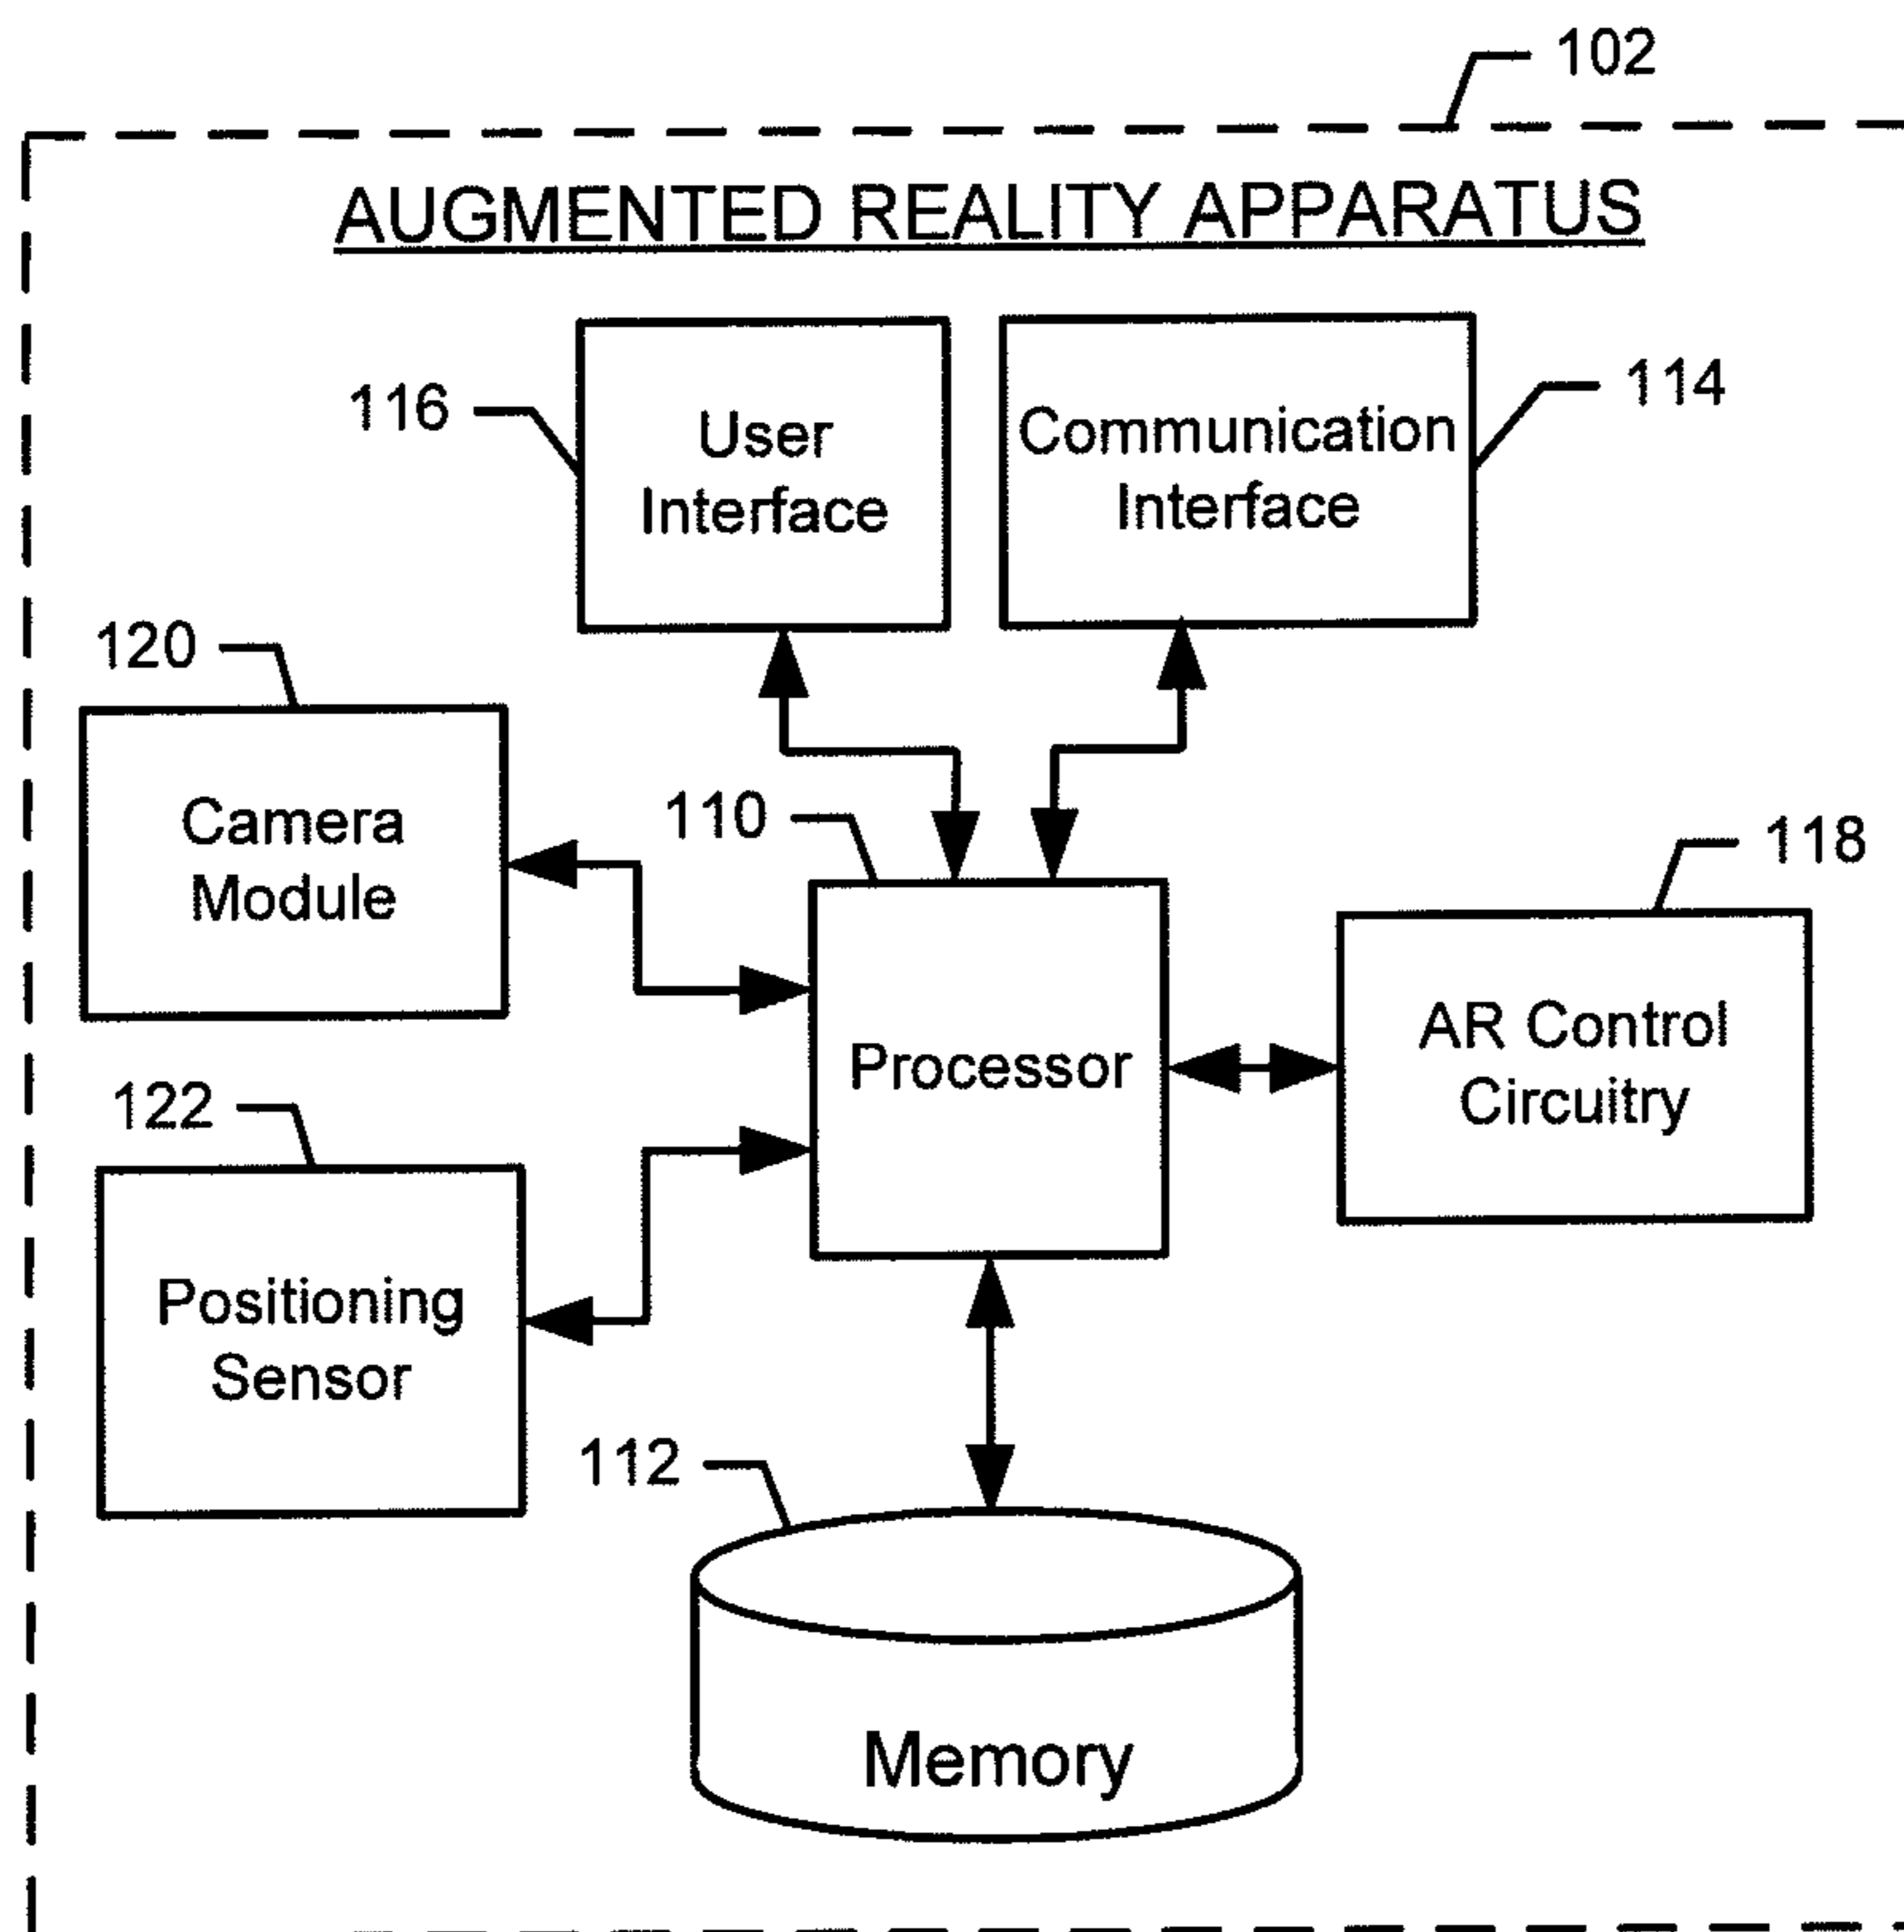 102
AUGMENTED REALITY APPARATUS
116
User
Interface
Communication
Interface
114
120
Camera
Module
110
Processor
118
AR Control
Circuitry
122
Positioning
Sensor
112
Memory